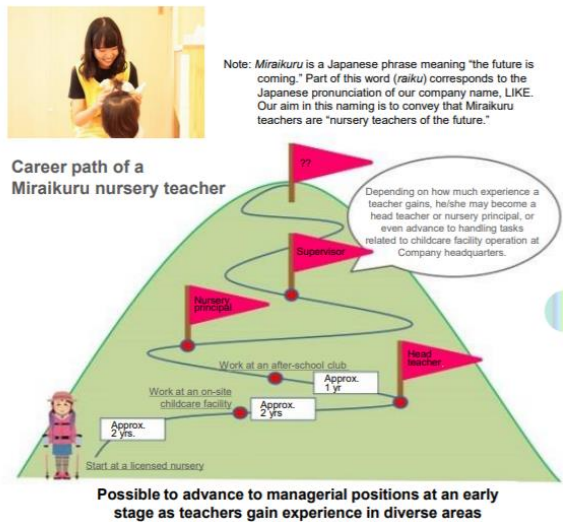 Note: Miraikuru is a Japanese phrase meaning “the future is
coming.” Part of this word (raiku) corresponds to the
Japanese pronunciation of our company name, LIKE.
Our aim in this naming is to convey that Miraikuru
teachers are “nursery teachers of the future.”
Career path of a
Miraikuru nursery teacher
??
Depending on how much experience a
teacher gains, he/she may become a
head teacher or nursery principal, or
even advance to handling tasks
related to childcare facility operation at
Company headquarters.
Supervisor
Nursery
principal
Head
teacher
Work at an after-school club
Approx.
1 yr
Work at an on-site
childcare facility
Approx.
2 yrs
Approx.
2 yrs.
Start at a licensed nursery
Possible to advance to managerial positions at an early
stage as teachers gain experience in diverse areas